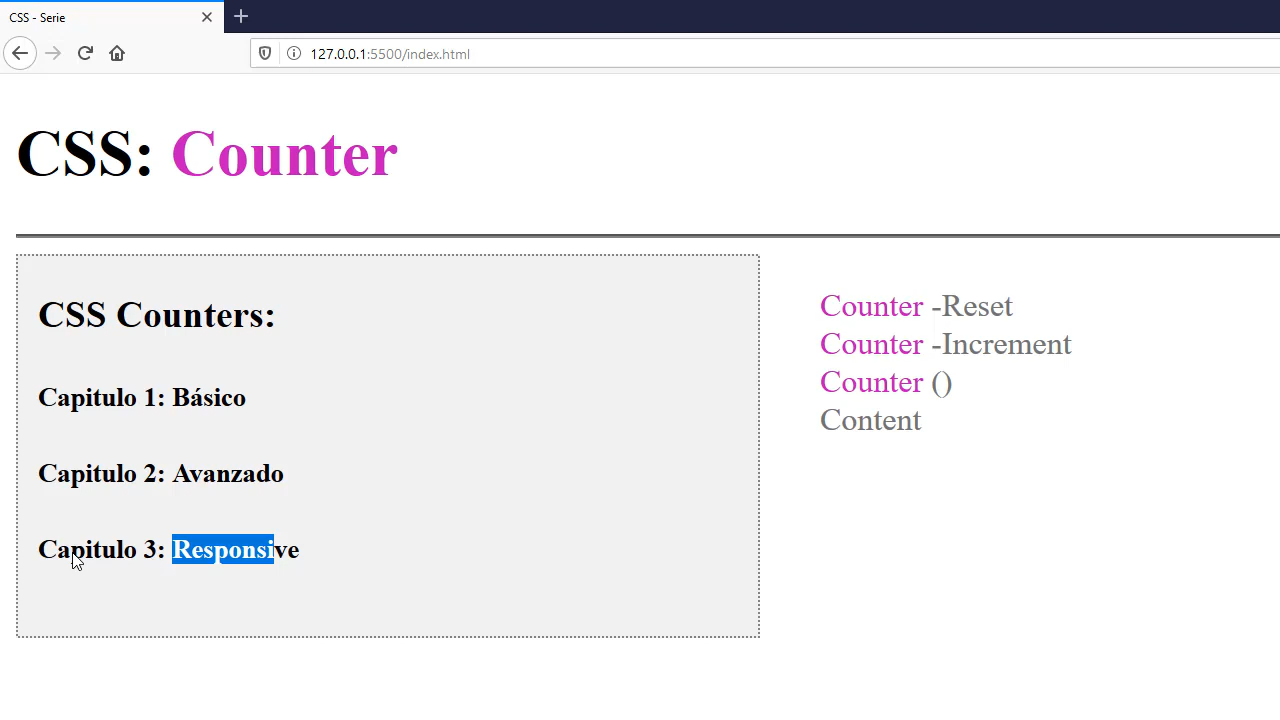 CSS - Serie
127.0.0.1:5500/index.html
CSS: Counter
CSS Counters:
Capitulo 1: Básico
Capitulo 2: Avanzado
Capitulo 3: Responsive
Counter -Reset
Counter -Increment
Counter ()
Content